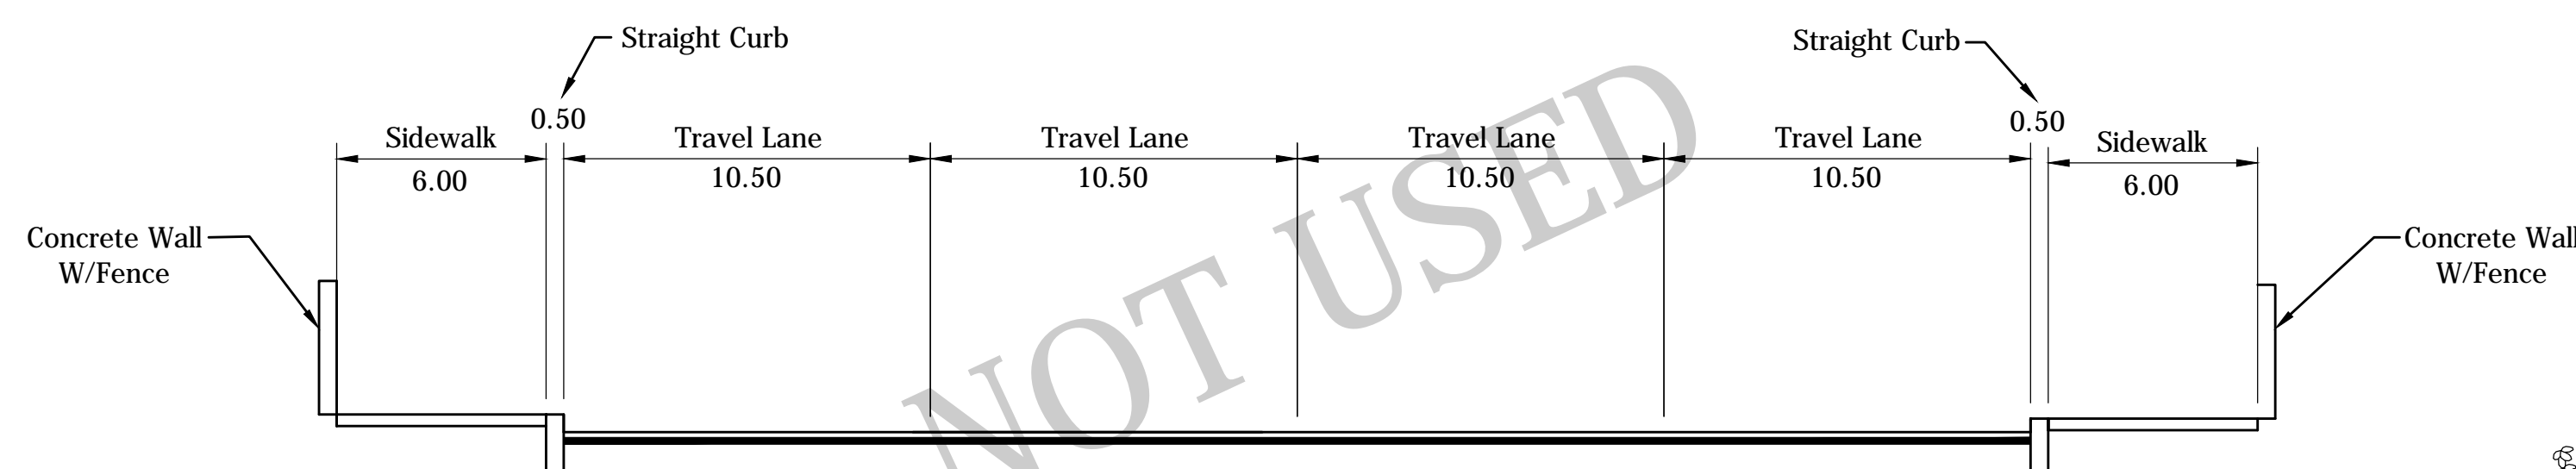 Straight Curb
Straight Curb
0.50
0.50
Sidewalk
Travel Lane
Travel Lane
Travel Lane
Travel Lane
Sidewalk
6.00
10.50
10.50
10.50
10.50
6.00
Concrete Wall
W/Fence
Concrete Wall
W/Fence
NOT USED